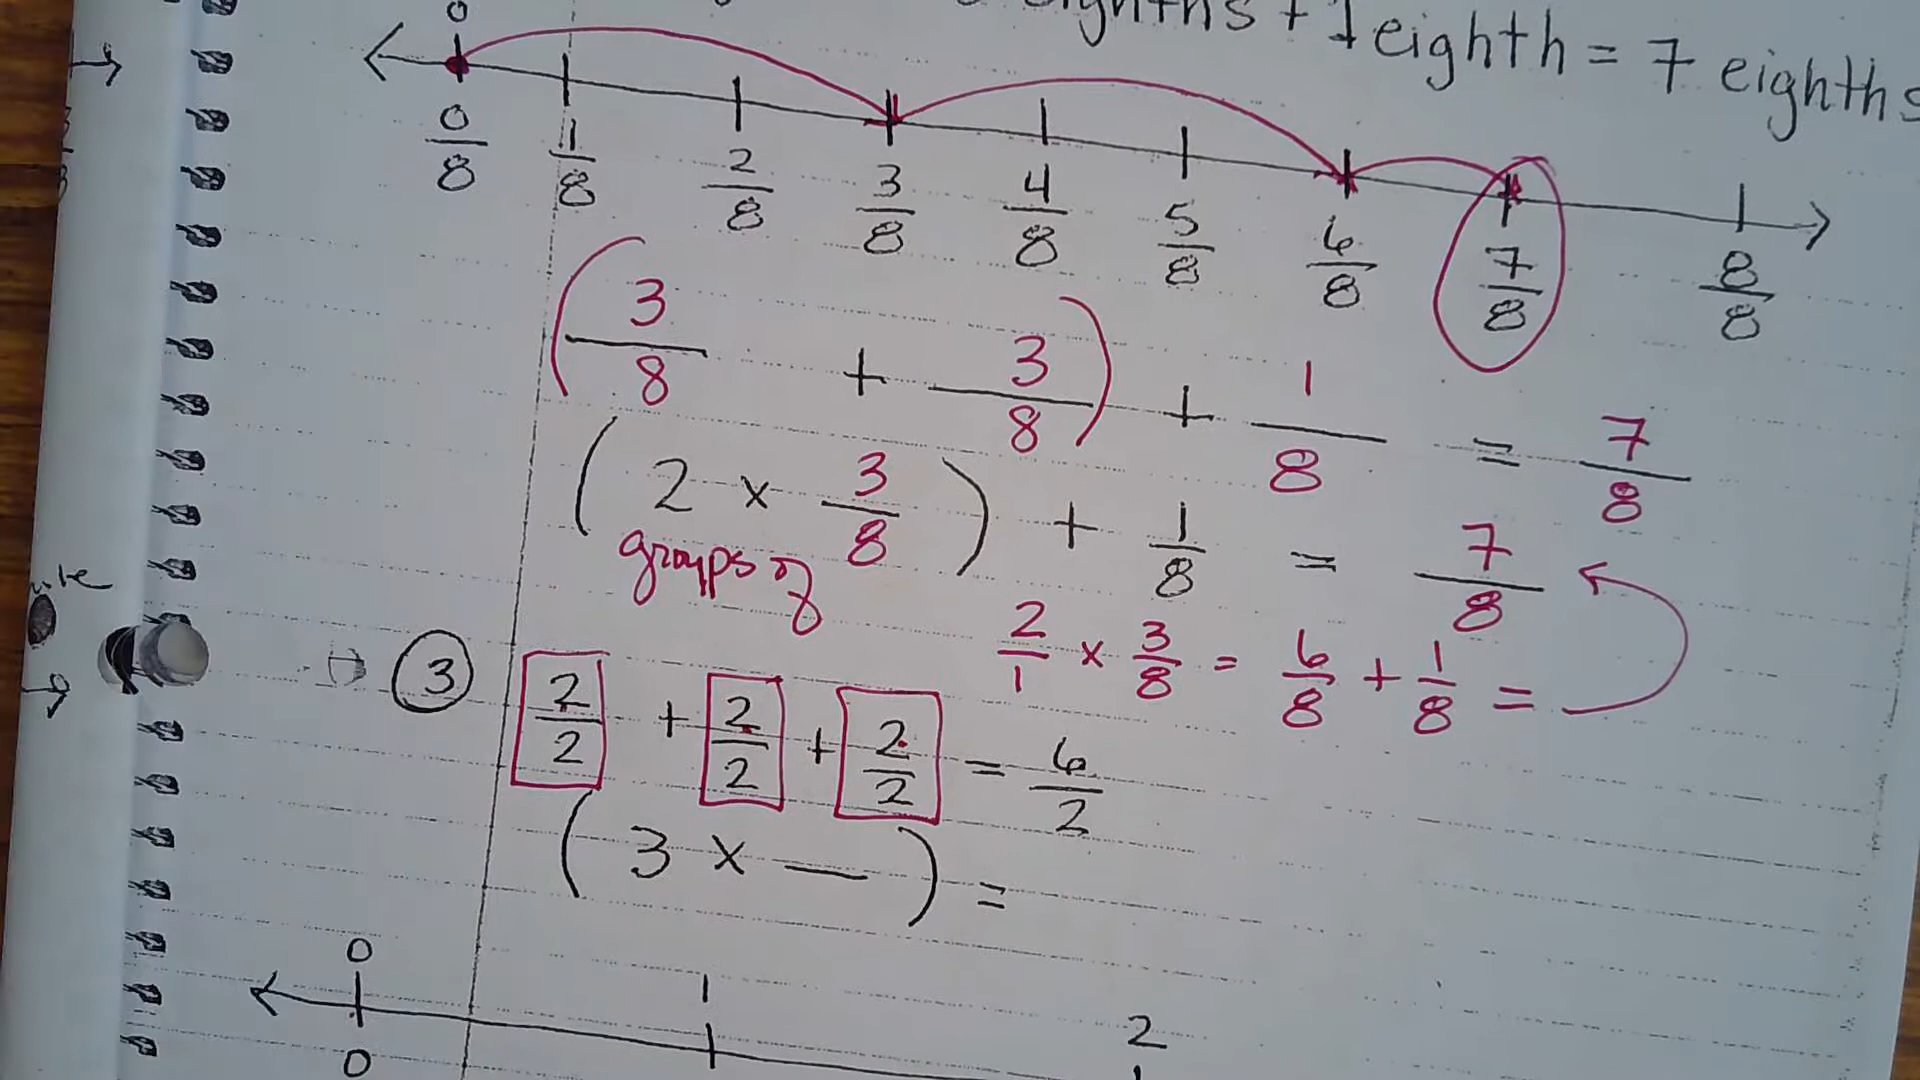 eighths + 1 eighth = 7 eighths
0
0/8 1/8 2/8 3/8 4/8 5/8 6/8 7/8 8/8
(3/8 + 3/8) + 1/8 = 7/8
(2 × 3/8) + 1/8 = 7/8
groups of
2/1 × 3/8 = 6/8 + 1/8 =
③ 2/2 + 2/2 + 2/2 = 6/2
(3 × __) =
0 1 2
0